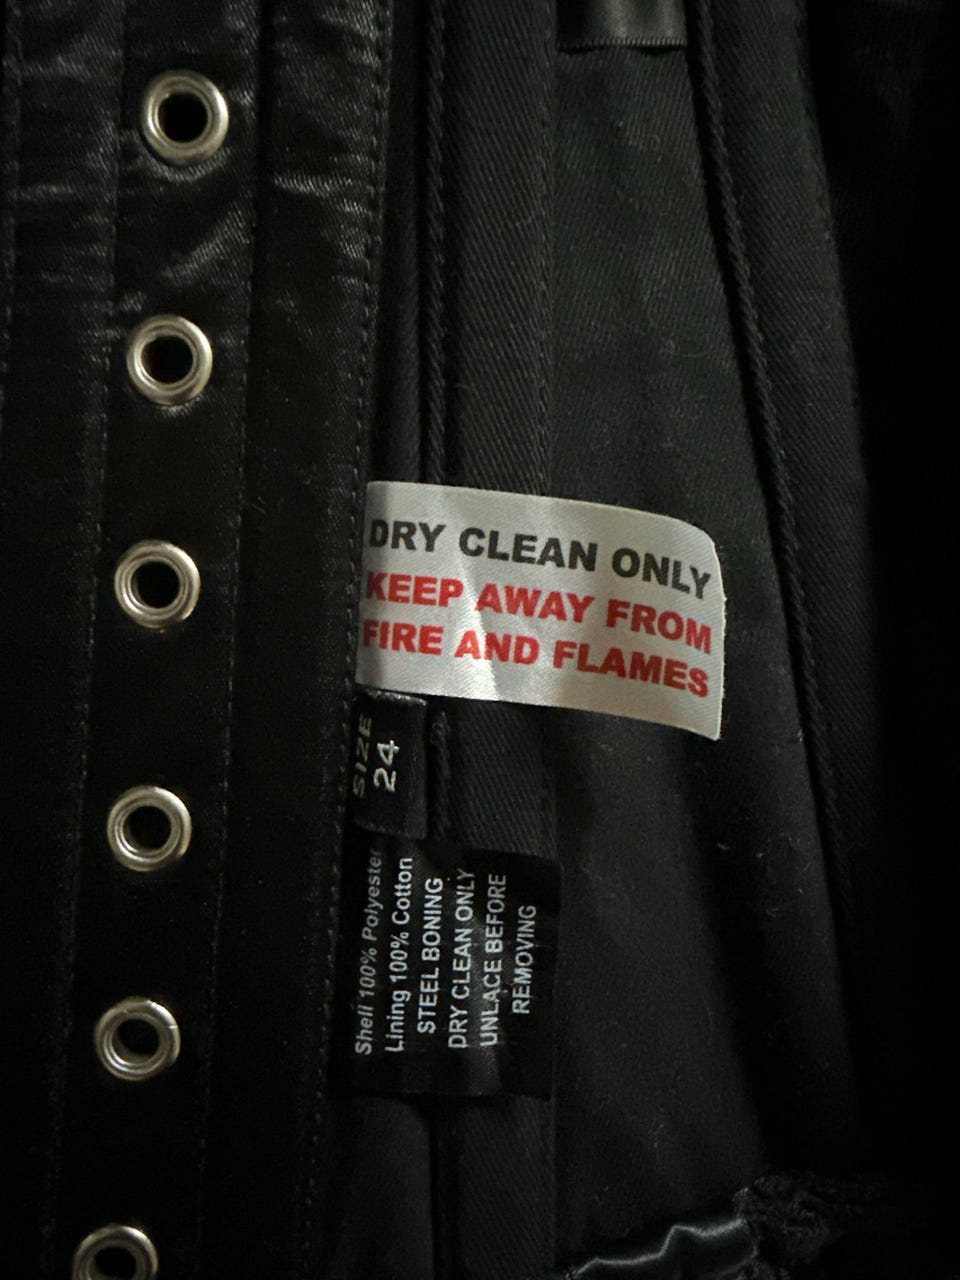 DRY CLEAN ONLY
KEEP AWAY FROM
FIRE AND FLAMES
SIZE
24
Shell 100% Polyester
Lining 100% Cotton
STEEL BONING
DRY CLEAN ONLY
UNLACE BEFORE
REMOVING